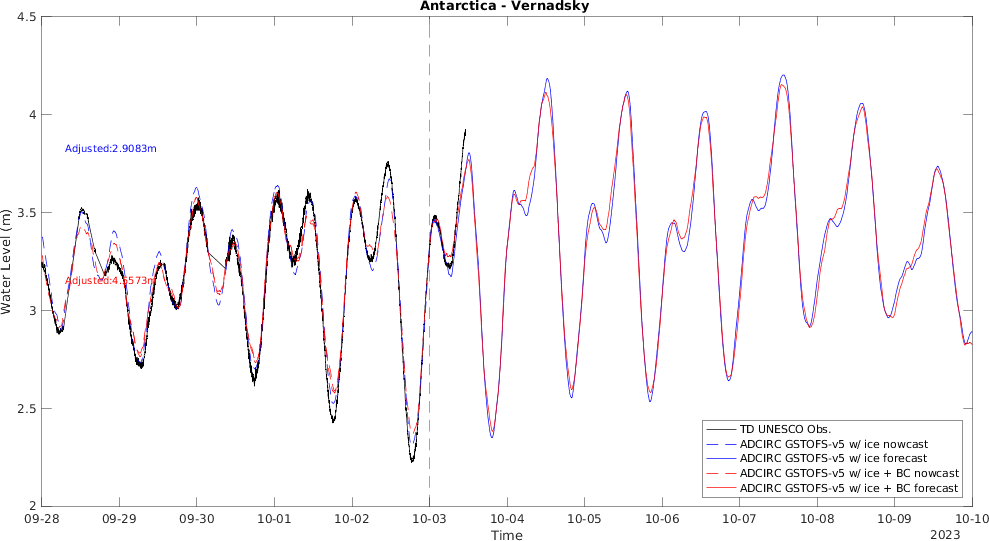 Antarctica - Vernadsky
4.5
4
3.5
3
2.5
2
Water Level (m)
Adjusted:2.9083m
Adjusted:4.5573m
TD UNESCO Obs.
ADCIRC GSTOFS-v5 w/ ice nowcast
ADCIRC GSTOFS-v5 w/ ice forecast
ADCIRC GSTOFS-v5 w/ ice + BC nowcast
ADCIRC GSTOFS-v5 w/ ice + BC forecast
09-28 09-29 09-30 10-01 10-02 10-03 10-04 10-05 10-06 10-07 10-08 10-09 10-10
Time
2023